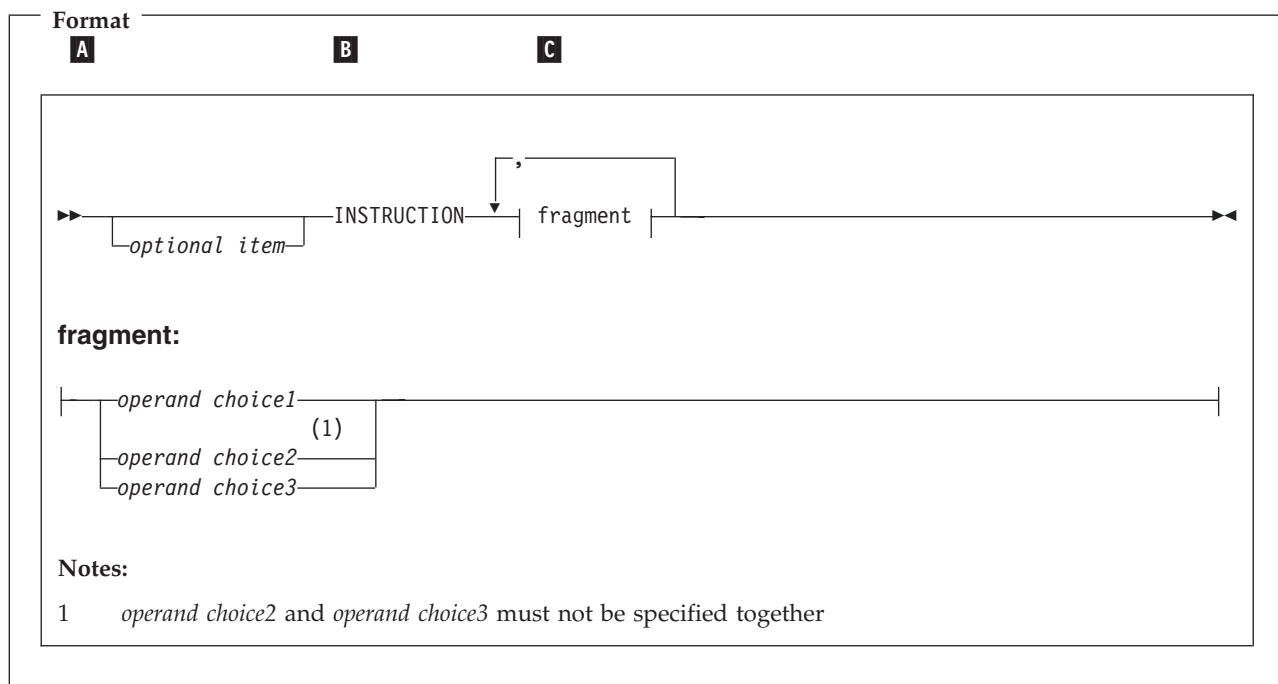 Format
A B C
,
INSTRUCTION fragment
optional item
fragment:
operand choice1
(1)
operand choice2
operand choice3
Notes:
1 operand choice2 and operand choice3 must not be specified together